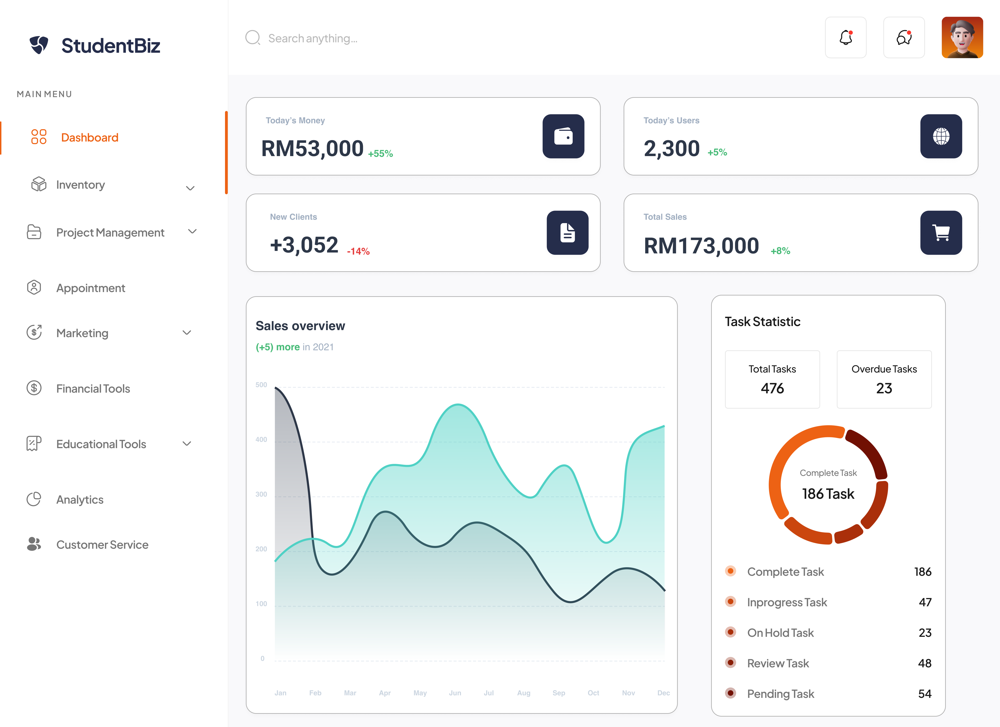 StudentBiz
Search anything...
MAIN MENU
Dashboard
Inventory
Project Management
Appointment
Marketing
Financial Tools
Educational Tools
Analytics
Customer Service
Today’s Money
RM53,000 +55%
Today’s Users
2,300 +5%
New Clients
+3,052 -14%
Total Sales
RM173,000 +8%
Sales overview
(+5) more in 2021
500
400
300
200
100
0
Jan Feb Mar Apr May Jun Jul Aug Sep Oct Nov Dec
Task Statistic
Total Tasks
476
Overdue Tasks
23
Complete Task
186 Task
Complete Task 186
Inprogress Task 47
On Hold Task 23
Review Task 48
Pending Task 54